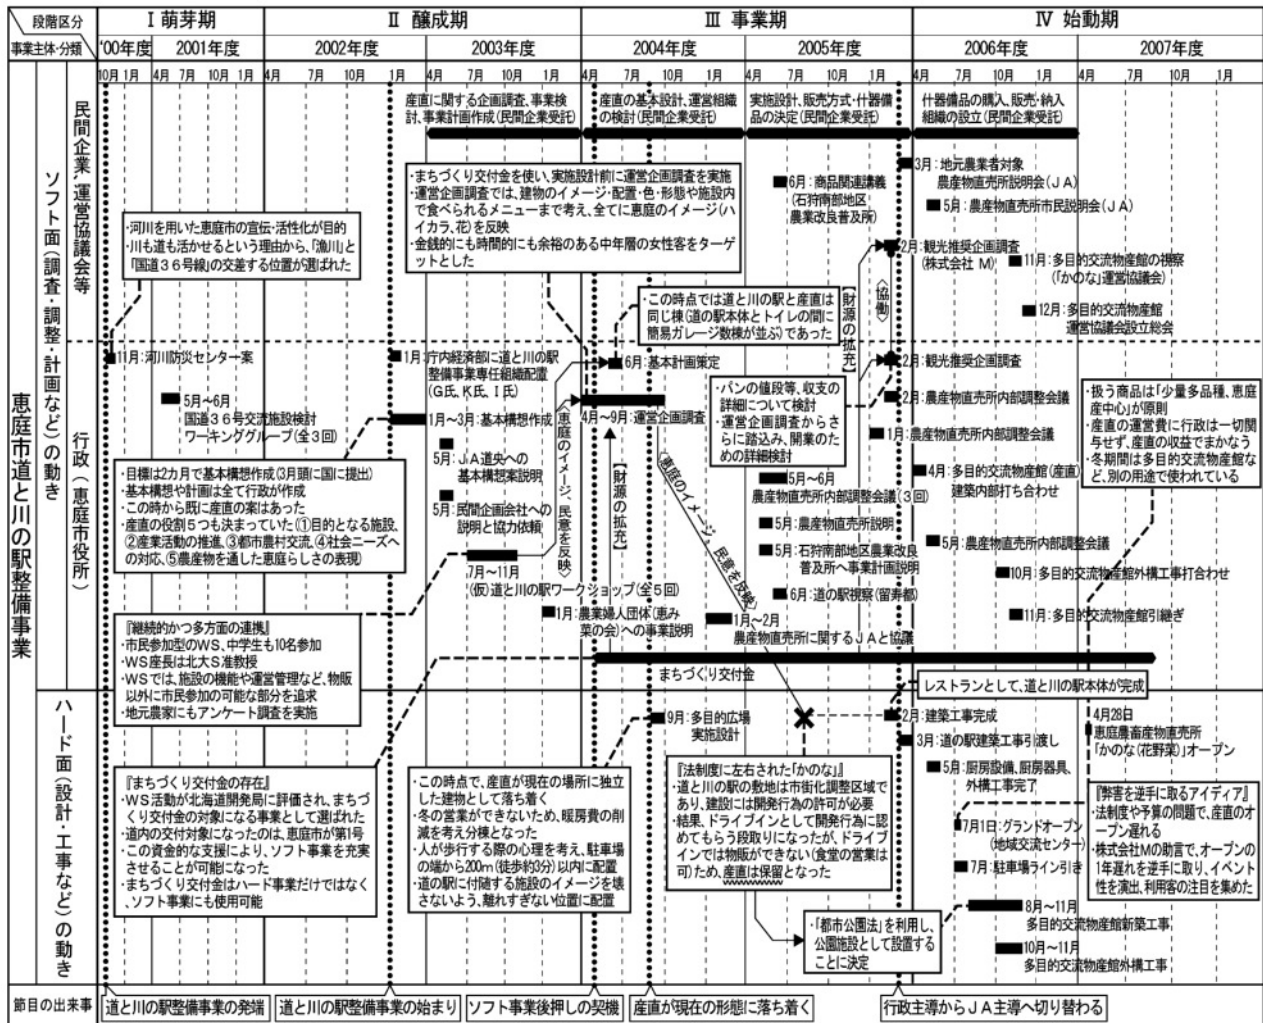 段階区分
事業主体・分類
Ⅰ 萌芽期
Ⅱ 醸成期
Ⅲ 事業期
Ⅳ 始動期
'00年度
2001年度
2002年度
2003年度
2004年度
2005年度
2006年度
2007年度
10月 1月 4月 7月 10月 1月 4月 7月 10月 1月 4月 7月 10月 1月 4月 7月 10月 1月 4月 7月 10月 1月 4月 7月 10月 1月 4月 7月 10月 1月
恵庭市道と川の駅整備事業
ソフト面(調査・調整・計画など)の動き
民間企業・運営協議会等
行政(恵庭市役所)
ハード面(設計・工事など)の動き
産直に関する企画調査、事業検
討、事業計画作成(民間企業受託)
産直の基本設計、運営組織
の検討(民間企業受託)
実施設計、販売方式・什器備
品の決定(民間企業受託)
什器備品の購入、販売・納入
組織の設立(民間企業受託)
・まちづくり交付金を使い、実施設計前に運営企画調査を実施
・運営企画調査では、建物のイメージ・配置・色・形態や施設内
で食べられるメニューまで考え、全てに恵庭のイメージ(ハ
イカラ、花)を反映
・金銭的にも時間的にも余裕のある中年層の女性客をターゲ
ットとした
・河川を用いた恵庭市の宣伝・活性化が目的
・川も道も活かせるという理由から、「漁川」と
「国道36号線」の交差する位置が選ばれた
6月:商品関連講義
(石狩南部地区
農業改良普及所)
3月:地元農業者対象
農産物直売所説明会(JA)
5月:農産物直売所市民説明会(JA)
2月:観光推奨企画調査
(株式会社 M)
11月:多目的交流物産館の視察
(「かのな」運営協議会)
12月:多目的交流物産館
運営協議会設立総会
・この時点では道と川の駅と産直は
同じ棟(道の駅本体とトイレの間に
簡易ガレージ数棟が並ぶ)であった
【財源の拡充】
〈協働〉
11月:河川防災センター案
5月〜6月
国道36号交流施設検討
ワーキンググループ(全3回)
1月:庁内経済部に道と川の駅
整備事業専任組織配置
(G氏、K氏、I氏)
1月〜3月:基本構想作成
5月:JA道央への
基本構想案説明
5月:民間企画会社への
説明と協力依頼
7月〜11月
(仮)道と川の駅ワークショップ(全5回)
1月:農業婦人団体(恵み
菜の会)への事業説明
〈恵庭のイメージ、民意を反映〉
6月:基本計画策定
4月〜9月:運営企画調査
【財源の拡充】
〈恵庭のイメージ、民意を反映〉
1月〜2月
農産物直売所に関するJAと協議
・パンの値段等、収支の
詳細について検討
・運営企画調査からさ
らに踏込み、開業のた
めの詳細検討
5月〜6月
農産物直売所内部調整会議(3回)
5月:農産物直売所説明
5月:石狩南部地区農業改良
普及所へ事業計画説明
6月:道の駅視察(留寿都)
2月:観光推奨企画調査
2月:農産物直売所内部調整会議
1月:農産物直売所内部調整会議
4月:多目的交流物産館(産直)
建築内部打ち合わせ
5月:農産物直売所内部調整会議
10月:多目的交流物産館外構工事打合わせ
11月:多目的交流物産館引継ぎ
・扱う商品は「少量多品種、恵庭
産中心」が原則
・産直の運営費に行政は一切関
与せず、産直の収益でまかなう
・冬期間は多目的交流物産館な
ど、別の用途で使われている
・目標は2カ月で基本構想作成(3月頭に国に提出)
・基本構想や計画は全て行政が作成
・この時から既に産直の案はあった
・産直の役割5つも決まっていた(①目的となる施設、
②産業活動の推進、③都市農村交流、④社会ニーズへ
の対応、⑤農産物を通した恵庭らしさの表現)
『継続的かつ多方面の連携』
・市民参加型のWS、中学生も10名参加
・WS座長は北大S准教授
・WSでは、施設の機能や運営管理など、物販
以外に市民参加の可能な部分を追求
・地元農家にもアンケート調査を実施
まちづくり交付金
レストランとして、道と川の駅本体が完成
9月:多目的広場
実施設計
2月:建築工事完成
3月:道の駅建築工事引渡し
5月:厨房設備、厨房器具、
外構工事完了
7月1日:グランドオープン
(地域交流センター)
7月:駐車場ライン引き
8月〜11月
多目的交流物産館新築工事
10月〜11月
多目的交流物産館外構工事
4月28日
恵庭農畜産物直売所
「かのな(花野菜)」オープン
『まちづくり交付金の存在』
・WS活動が北海道開発局に評価され、まちづ
くり交付金の対象になる事業として選ばれた
・道内の交付対象になったのは、恵庭市が第1号
・この資金的な支援により、ソフト事業を充実
させることが可能になった
・まちづくり交付金はハード事業だけではなく、
ソフト事業にも使用可能
・この時点で、産直が現在の場所に独立
した建物として落ち着く
・冬の営業ができないため、暖房費の削
減を考え分棟となった
・人が歩行する際の心理を考え、駐車場
の端から200m(徒歩約3分)以内に配置
・道の駅に付随する施設のイメージを壊
さないよう、離れすぎない位置に配置
『法制度に左右された「かのな」』
・道と川の駅の敷地は市街化調整区域で
あり、建設には開発行為の許可が必要
・結果、ドライブインとして開発行為に認
めてもらう段取りになったが、ドライブ
インでは物販ができない(食堂の営業は
可)ため、産直は保留となった
・「都市公園法」を利用し、
公園施設として設置する
ことに決定
『弊害を逆手に取るアイディア』
・法制度や予算の問題で、産直のオ
ープン遅れる
・株式会社Mの助言で、オープンの
1年遅れを逆手に取り、イベント
性を演出、利用客の注目を集めた
節目の出来事
道と川の駅整備事業の発端
道と川の駅整備事業の始まり
ソフト事業後押しの契機
産直が現在の形態に落ち着く
行政主導からJA主導へ切り替わる